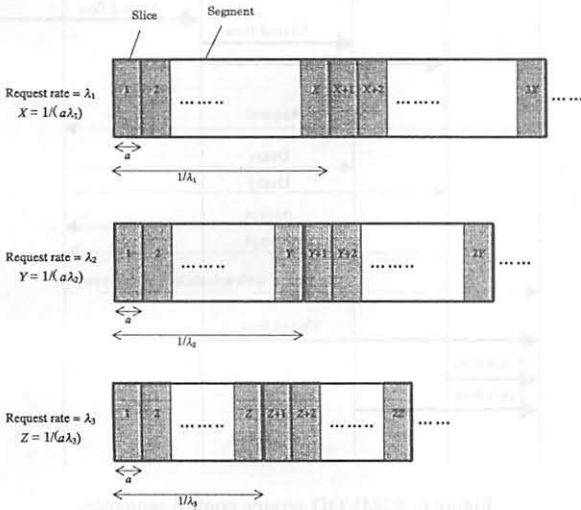 Slice Segment
Request rate = λ₁
X = 1/(aλ₁)
1 2 ........ X X+1 X+2 ........ 2X ......
a
1/λ₁
Request rate = λ₂
Y = 1/(aλ₂)
1 2 ........ Y Y+1 Y+2 ........ 2Y ......
a
1/λ₂
Request rate = λ₃
Z = 1/(aλ₃)
1 2 ........ Z Z+1 Z+2 ........ 2Z ......
a
1/λ₃